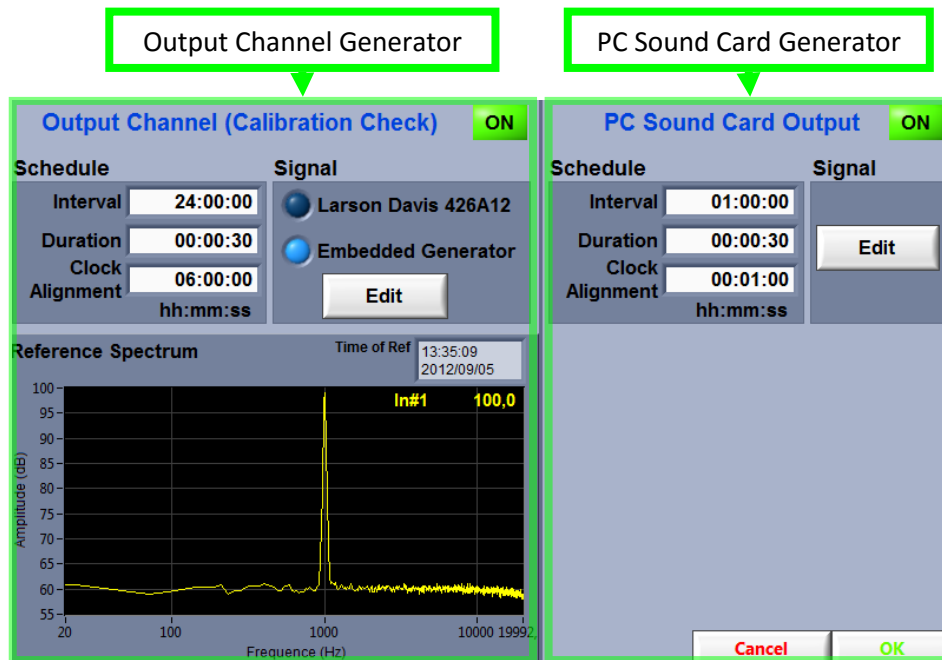 Output Channel Generator
PC Sound Card Generator
Output Channel (Calibration Check) ON
Schedule
Signal
Interval 24:00:00
Duration 00:00:30
Clock
Alignment 06:00:00
hh:mm:ss
Larson Davis 426A12
Embedded Generator
Edit
Reference Spectrum
Time of Ref 13:35:09
2012/09/05
In#1 100,0
Amplitude (dB)
100
95
90
85
80
75
70
65
60
55
20 100 1000 10000 19992,
Frequence (Hz)
PC Sound Card Output ON
Schedule
Signal
Interval 01:00:00
Duration 00:00:30
Clock
Alignment 00:01:00
hh:mm:ss
Edit
Cancel OK